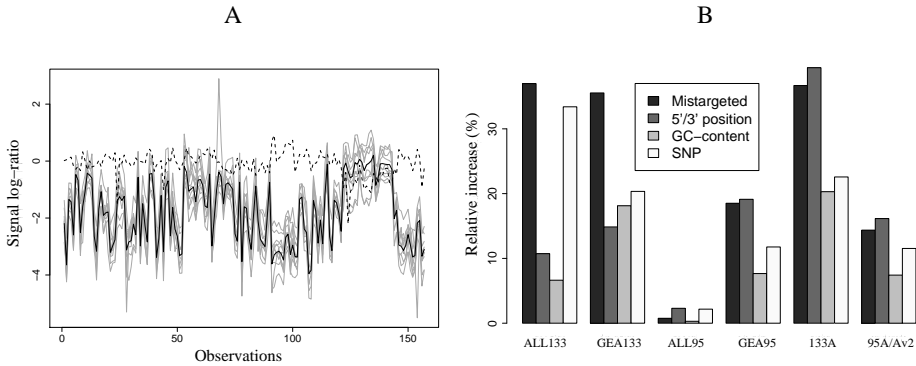 A
B
Signal log−ratio
2
0
−2
−4
0
50
100
150
Observations
Relative increase (%)
30
20
10
0
Mistargeted
5'/3' position
GC−content
SNP
ALL133
GEA133
ALL95
GEA95
133A
95A/Av2